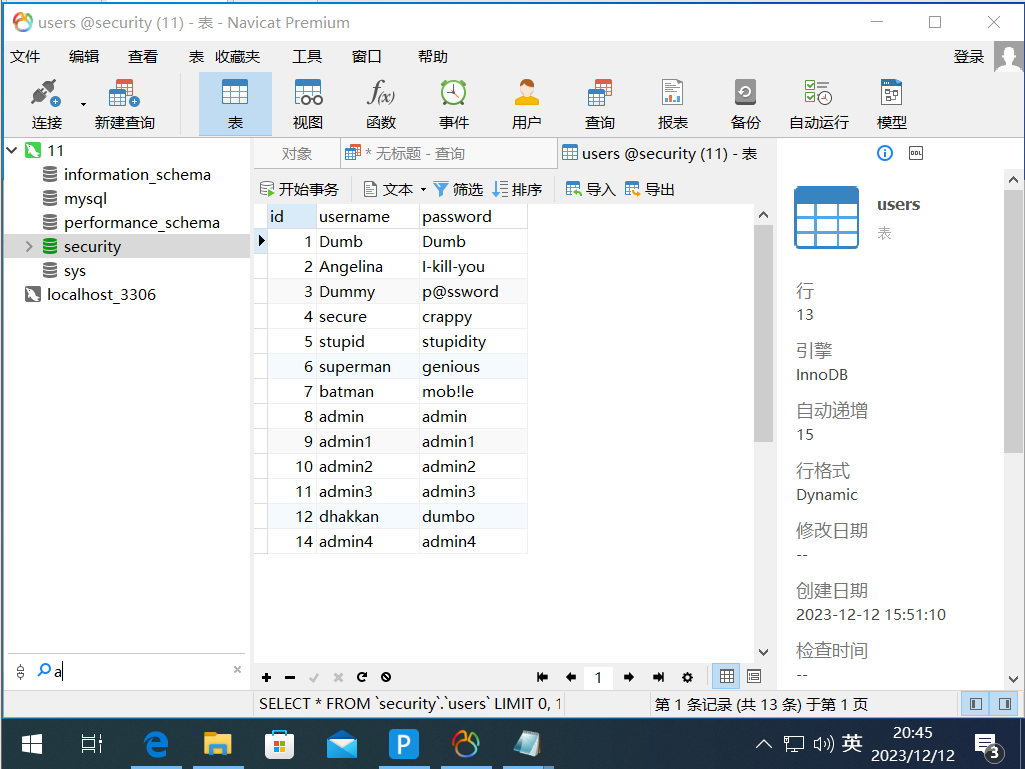 users @security (11) - 表 - Navicat Premium
文件 编辑 查看 表 收藏夹 工具 窗口 帮助 登录
连接 新建查询 表 视图 函数 事件 用户 查询 报表 备份 自动运行 模型
11
information_schema
mysql
performance_schema
security
sys
localhost_3306
a
对象 * 无标题 - 查询 users @security (11) - 表
开始事务 文本 筛选 排序 导入 导出
id username password
1 Dumb Dumb
2 Angelina I-kill-you
3 Dummy p@ssword
4 secure crappy
5 stupid stupidity
6 superman genious
7 batman mob!le
8 admin admin
9 admin1 admin1
10 admin2 admin2
11 admin3 admin3
12 dhakkan dumbo
14 admin4 admin4
1
SELECT * FROM `security`.`users` LIMIT 0, 1
第 1 条记录 (共 13 条) 于第 1 页
DDL
users
表
行
13
引擎
InnoDB
自动递增
15
行格式
Dynamic
修改日期
--
创建日期
2023-12-12 15:51:10
检查时间
--
英
20:45
2023/12/12
3